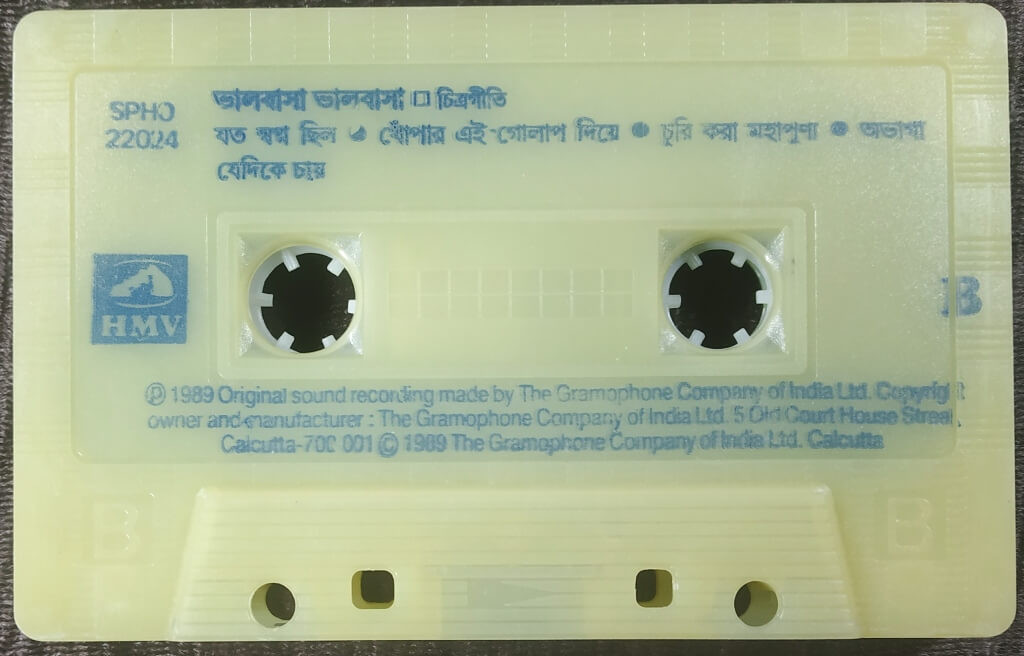 SPHO
22024
ভালবাসা ভালবাসা □ চিত্রগীতি
যত স্বপ্ন ছিল ● খোঁপার এই গোলাপ দিয়ে ● চুরি করা মহাপুণ্য ● অভাগা
যেদিকে চায়
HMV
B
℗ 1989 Original sound recording made by The Gramophone Company of India Ltd. Copyright
owner and manufacturer : The Gramophone Company of India Ltd. 5 Old Court House Street
Calcutta-700 001 © 1989 The Gramophone Company of India Ltd. Calcutta
B B